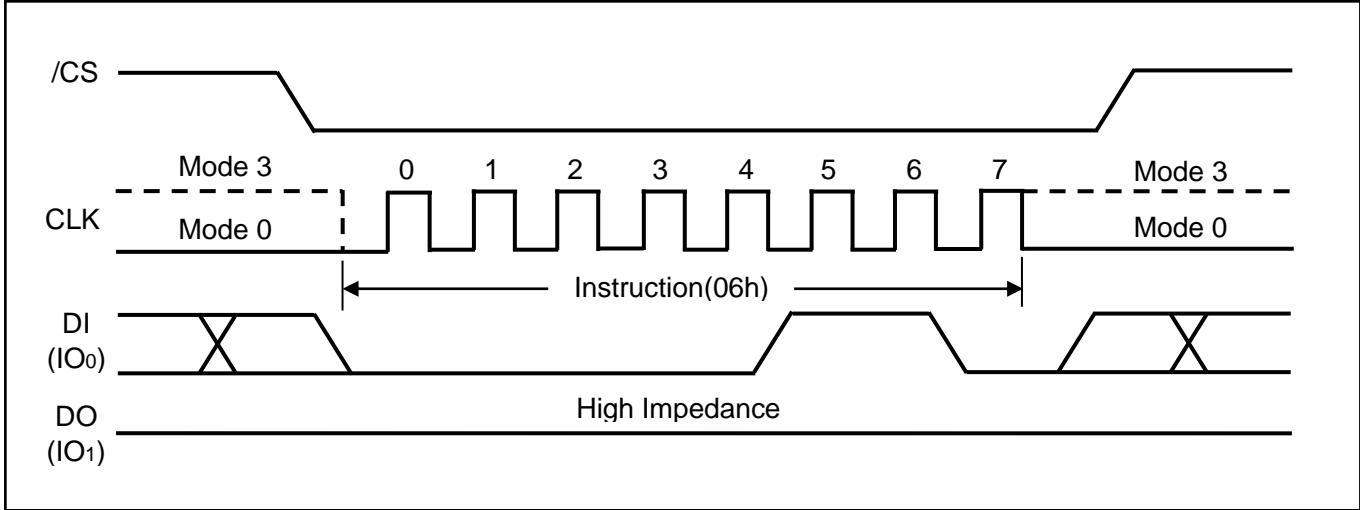 /CS
Mode 3
0 1 2 3 4 5 6 7
Mode 3
CLK
Mode 0
Mode 0
Instruction(06h)
DI
(IO0)
High Impedance
DO
(IO1)